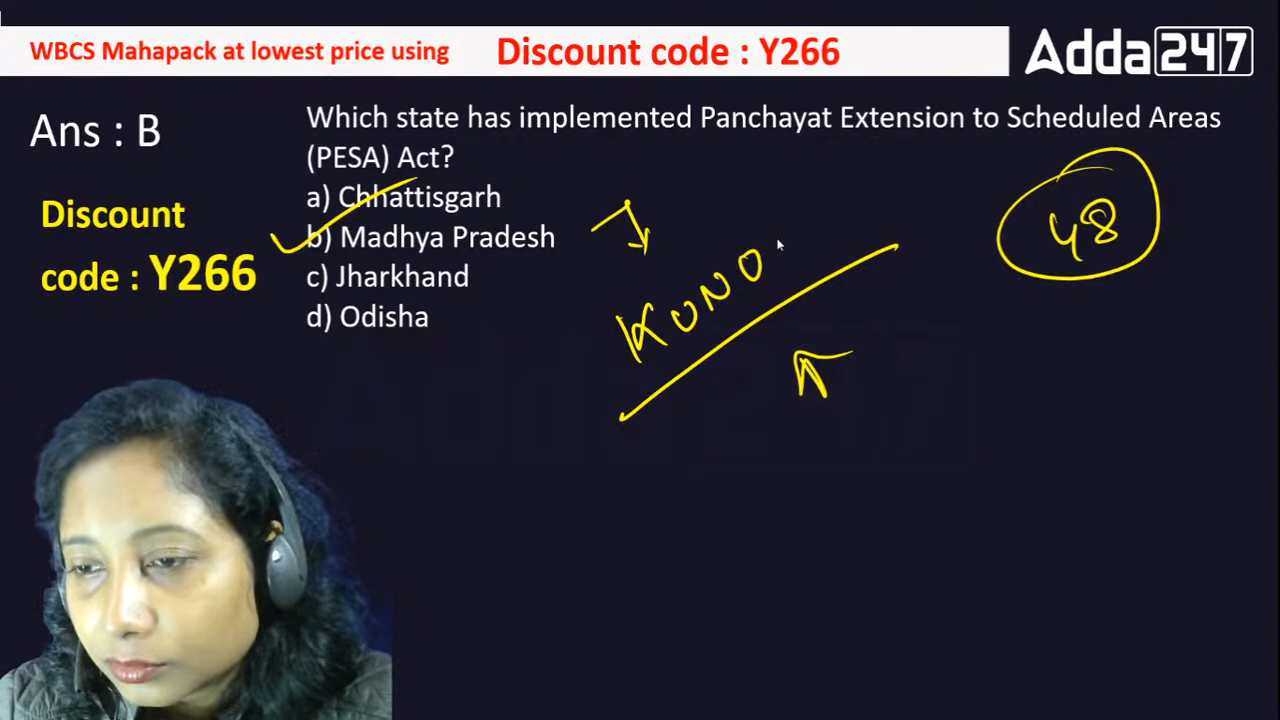 WBCS Mahapack at lowest price using Discount code : Y266
Adda247
Ans : B
Discount
code : Y266
Which state has implemented Panchayat Extension to Scheduled Areas
(PESA) Act?
a) Chhattisgarh
b) Madhya Pradesh
c) Jharkhand
d) Odisha
KUNO
48
Adda247